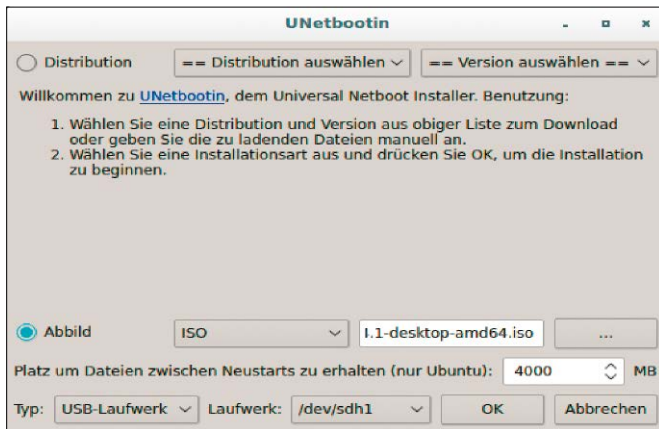 UNetbootin
Distribution == Distribution auswählen == Version auswählen ==
Willkommen zu UNetbootin, dem Universal Netboot Installer. Benutzung:
1. Wählen Sie eine Distribution und Version aus obiger Liste zum Download
oder geben Sie die zu ladenden Dateien manuell an.
2. Wählen Sie eine Installationsart aus und drücken Sie OK, um die Installation
zu beginnen.
Abbild ISO .1-desktop-amd64.iso ...
Platz um Dateien zwischen Neustarts zu erhalten (nur Ubuntu): 4000 MB
Typ: USB-Laufwerk Laufwerk: /dev/sdh1 OK Abbrechen